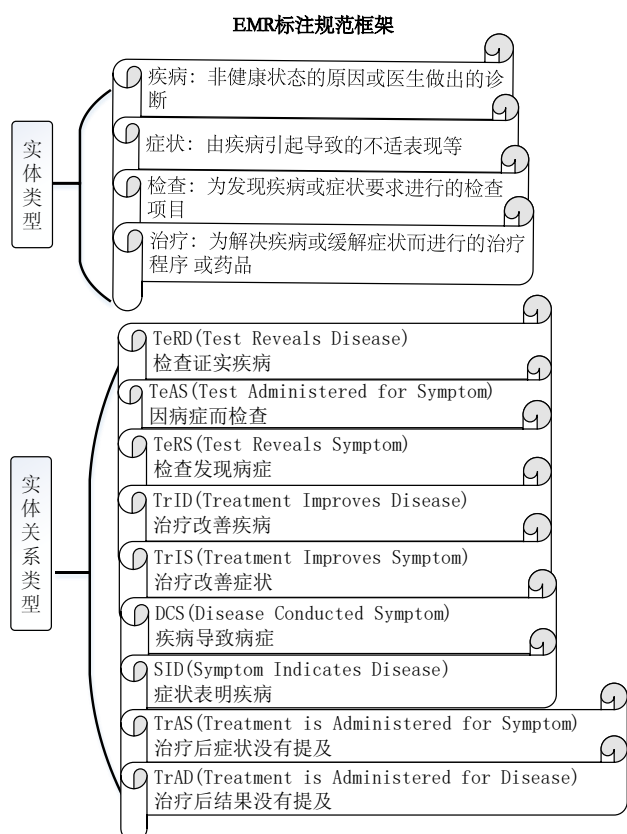 EMR标注规范框架
实体类型
疾病: 非健康状态的原因或医生做出的诊
断
症状: 由疾病引起导致的不适表现等
检查: 为发现疾病或症状要求进行的检查
项目
治疗: 为解决疾病或缓解症状而进行的治疗
程序 或药品
实体关系类型
TeRD(Test Reveals Disease)
检查证实疾病
TeAS(Test Administered for Symptom)
因病症而检查
TeRS(Test Reveals Symptom)
检查发现病症
TrID(Treatment Improves Disease)
治疗改善疾病
TrIS(Treatment Improves Symptom)
治疗改善症状
DCS(Disease Conducted Symptom)
疾病导致病症
SID(Symptom Indicates Disease)
症状表明疾病
TrAS(Treatment is Administered for Symptom)
治疗后症状没有提及
TrAD(Treatment is Administered for Disease)
治疗后结果没有提及